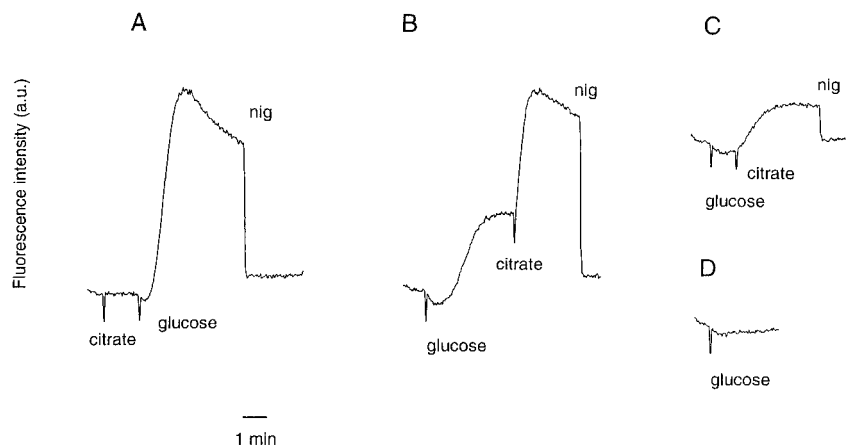 A
B
C
D
Fluorescence intensity (a.u.)
nig
citrate
glucose
nig
citrate
glucose
nig
citrate
glucose
glucose
1 min